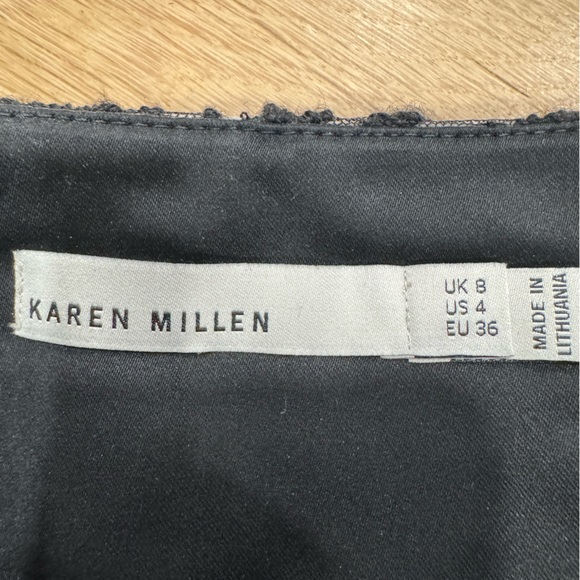 KAREN MILLEN
UK 8
US 4
EU 36
MADE IN
LITHUANIA